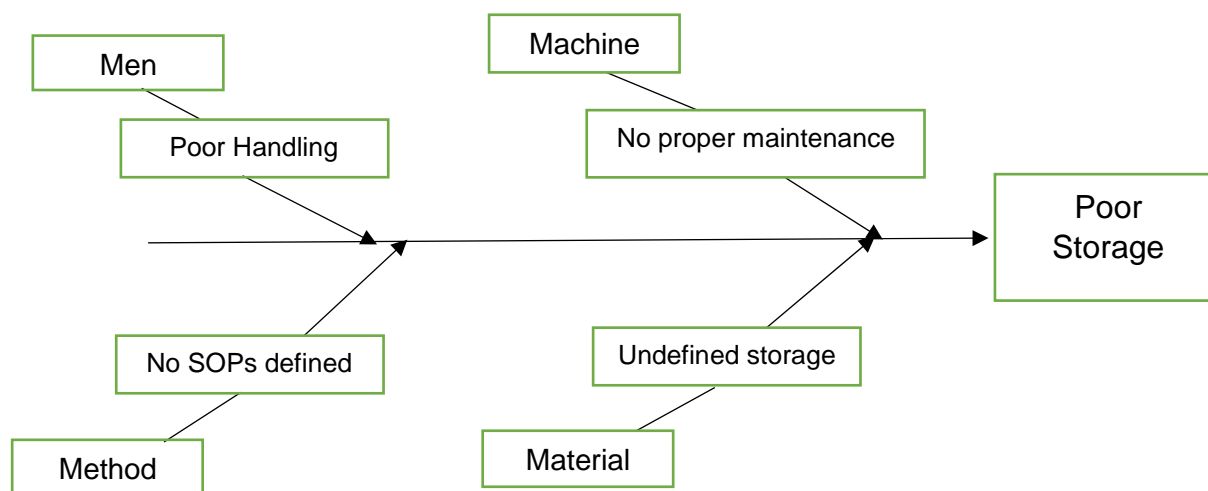 Men
Machine
Poor Handling
No proper maintenance
Poor
Storage
No SOPs defined
Undefined storage
Method
Material